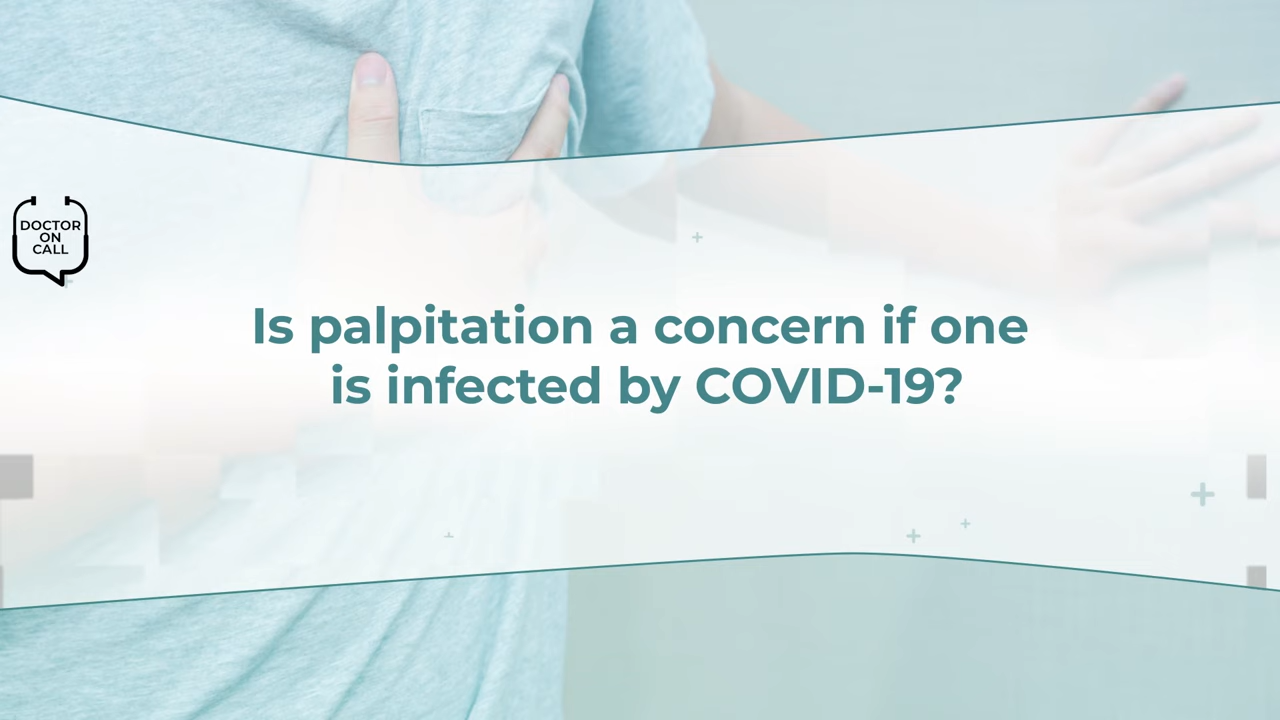 DOCTOR
ON
CALL
Is palpitation a concern if one
is infected by COVID-19?